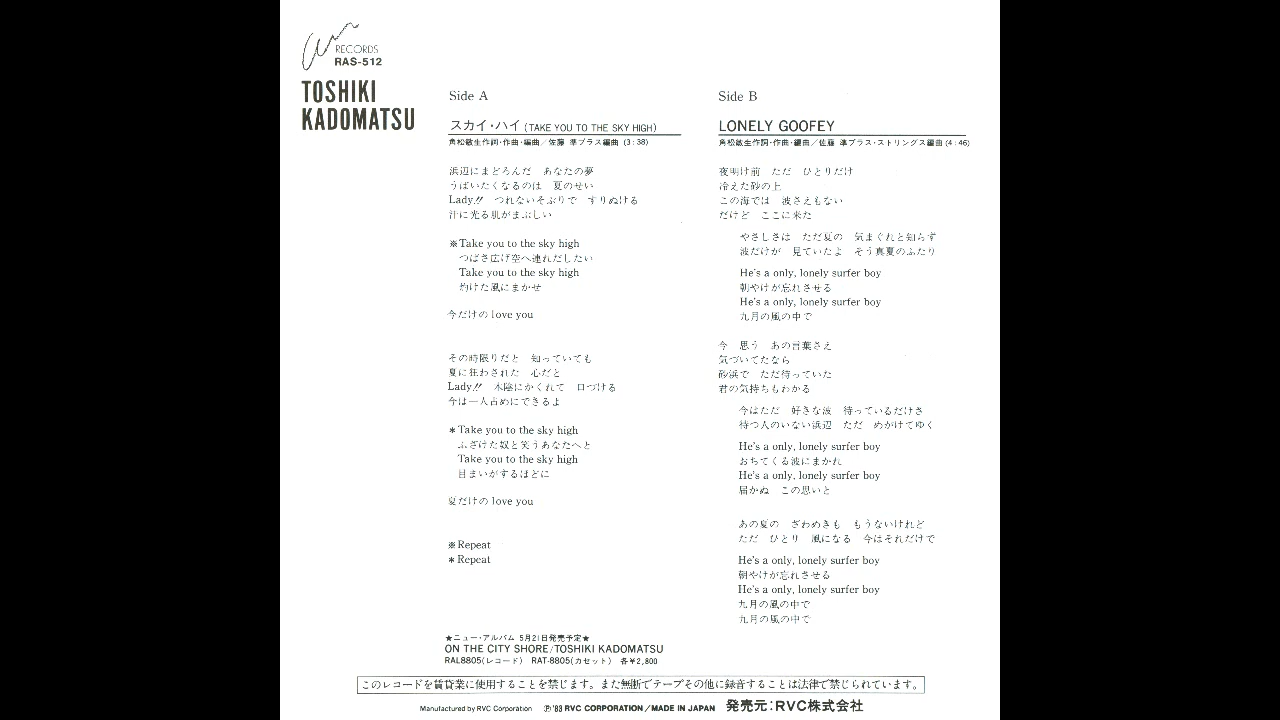 RECORDS
RAS-512
TOSHIKI
KADOMATSU
Side A
スカイ・ハイ (TAKE YOU TO THE SKY HIGH)
角松敏生作詞・作曲・編曲/佐藤 準ブラス編曲 (3:38)
浜辺にまどろんだ あなたの夢
うばいたくなるのは 夏のせい
Lady!! つれないそぶりで すりぬける
汗に光る肌がまぶしい
※Take you to the sky high
つばさ広げ空へ連れだしたい
Take you to the sky high
灼けた風にまかせ
今だけの love you
その時限りだと 知っていても
夏に狂わされた 心だと
Lady!! 木陰にかくれて 口づける
今は一人占めにできるよ
*Take you to the sky high
ふざけた奴と笑うあなたへと
Take you to the sky high
目まいがするほどに
夏だけの love you
※Repeat
*Repeat
★ニュー・アルバム 5月21日発売予定★
ON THE CITY SHORE/TOSHIKI KADOMATSU
RAL8805(レコード) RAT-8805(カセット) 各¥2,800
Side B
LONELY GOOFEY
角松敏生作詞・作曲・編曲/佐藤 準ブラス・ストリングス編曲 (4:46)
夜明け前 ただ ひとりだけ
冷えた砂の上
この海では 波さえもない
だけど ここに来た
やさしさは ただ夏の 気まぐれと知らず
波だけが 見ていたよ そう真夏のふたり
He's a only, lonely surfer boy
朝やけが忘れさせる
He's a only, lonely surfer boy
九月の風の中で
今 思う あの言葉さえ
気づいてたなら
砂浜で ただ待っていた
君の気持ちもわかる
今はただ 好きな波 待っているだけさ
待つ人のいない浜辺 ただ めがけてゆく
He's a only, lonely surfer boy
おちてくる波にまかれ
He's a only, lonely surfer boy
届かぬ この思いと
あの夏の ざわめきも もうないけれど
ただ ひとり 風になる 今はそれだけで
He's a only, lonely surfer boy
朝やけが忘れさせる
He's a only, lonely surfer boy
九月の風の中で
九月の風の中で
このレコードを賃貸業に使用することを禁じます。また無断でテープその他に録音することは法律で禁じられています。
Manufactured by RVC Corporation Ⓟ'83 RVC CORPORATION/MADE IN JAPAN 発売元:RVC株式会社